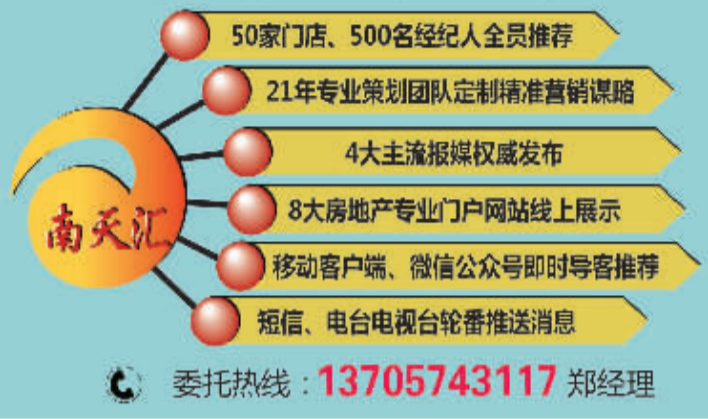 50家门店、500名经纪人全员推荐
21年专业策划团队定制精准营销谋略
4大主流报媒权威发布
8大房地产专业门户网站线上展示
南天汇
移动客户端、微信公众号即时导客推荐
短信、电台电视台轮番推送消息
委托热线：13705743117 郑经理